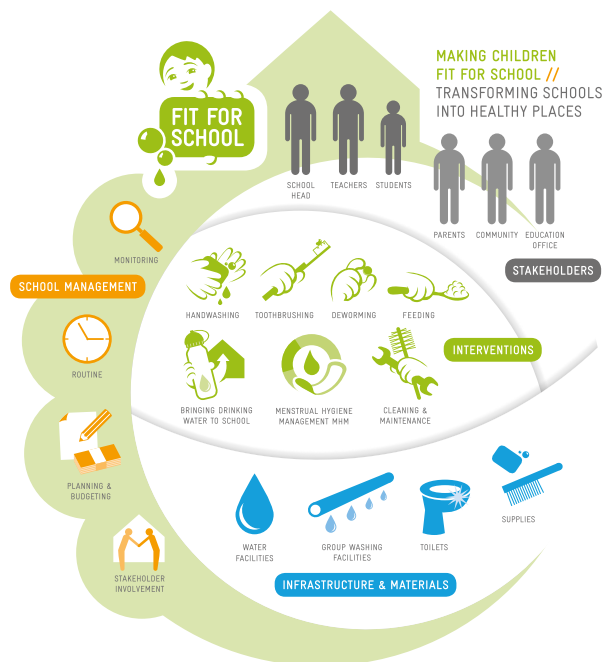 MAKING CHILDREN
FIT FOR SCHOOL //
TRANSFORMING SCHOOLS
INTO HEALTHY PLACES
FIT FOR
SCHOOL
SCHOOL
HEAD
TEACHERS
STUDENTS
PARENTS
COMMUNITY
EDUCATION
OFFICE
STAKEHOLDERS
MONITORING
SCHOOL MANAGEMENT
ROUTINE
PLANNING &
BUDGETING
STAKEHOLDER
INVOLVEMENT
HANDWASHING
TOOTHBRUSHING
DEWORMING
FEEDING
INTERVENTIONS
BRINGING DRINKING
WATER TO SCHOOL
MENSTRUAL HYGIENE
MANAGEMENT MHM
CLEANING &
MAINTENANCE
WATER
FACILITIES
GROUP WASHING
FACILITIES
TOILETS
SUPPLIES
INFRASTRUCTURE & MATERIALS